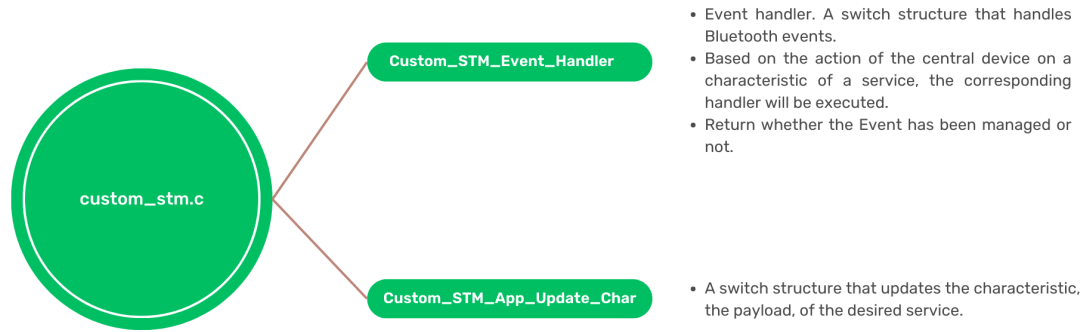 custom_stm.c
Custom_STM_Event_Handler
• Event handler. A switch structure that handles
Bluetooth events.
• Based on the action of the central device on a
characteristic of a service, the corresponding
handler will be executed.
• Return whether the Event has been managed or
not.
Custom_STM_App_Update_Char
• A switch structure that updates the characteristic,
the payload, of the desired service.